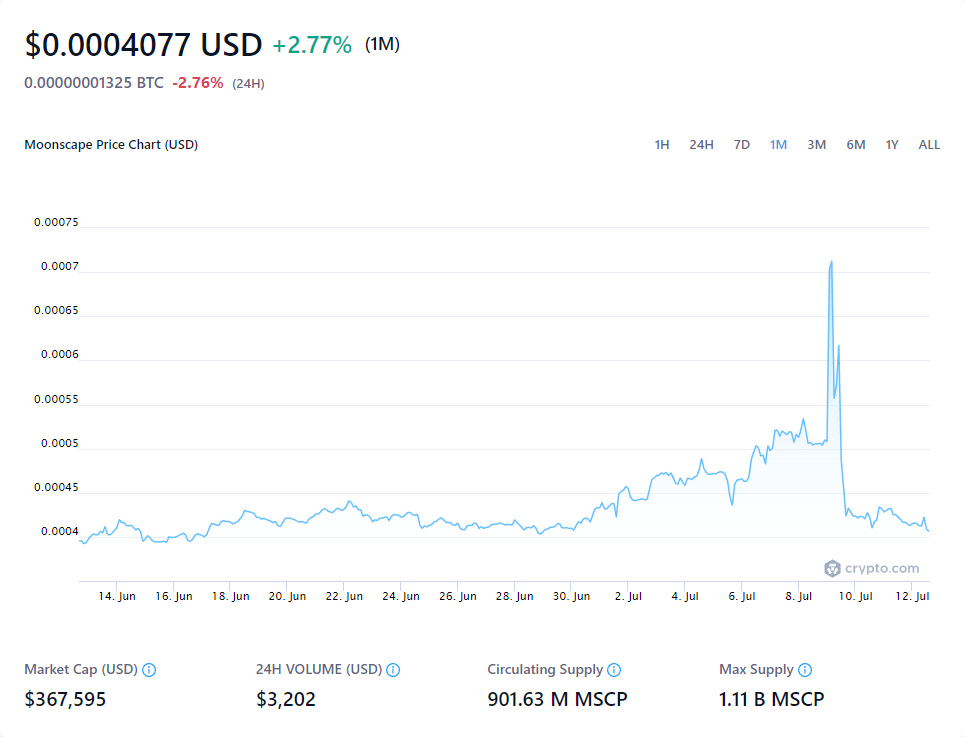 $0.0004077 USD +2.77% (1M)
0.00000001325 BTC -2.76% (24H)
Moonscape Price Chart (USD) 1H 24H 7D 1M 3M 6M 1Y ALL
0.00075
0.0007
0.00065
0.0006
0.00055
0.0005
0.00045
0.0004
crypto.com
14. Jun 16. Jun 18. Jun 20. Jun 22. Jun 24. Jun 26. Jun 28. Jun 30. Jun 2. Jul 4. Jul 6. Jul 8. Jul 10. Jul 12. Jul
Market Cap (USD) 24H VOLUME (USD) Circulating Supply Max Supply
$367,595 $3,202 901.63 M MSCP 1.11 B MSCP